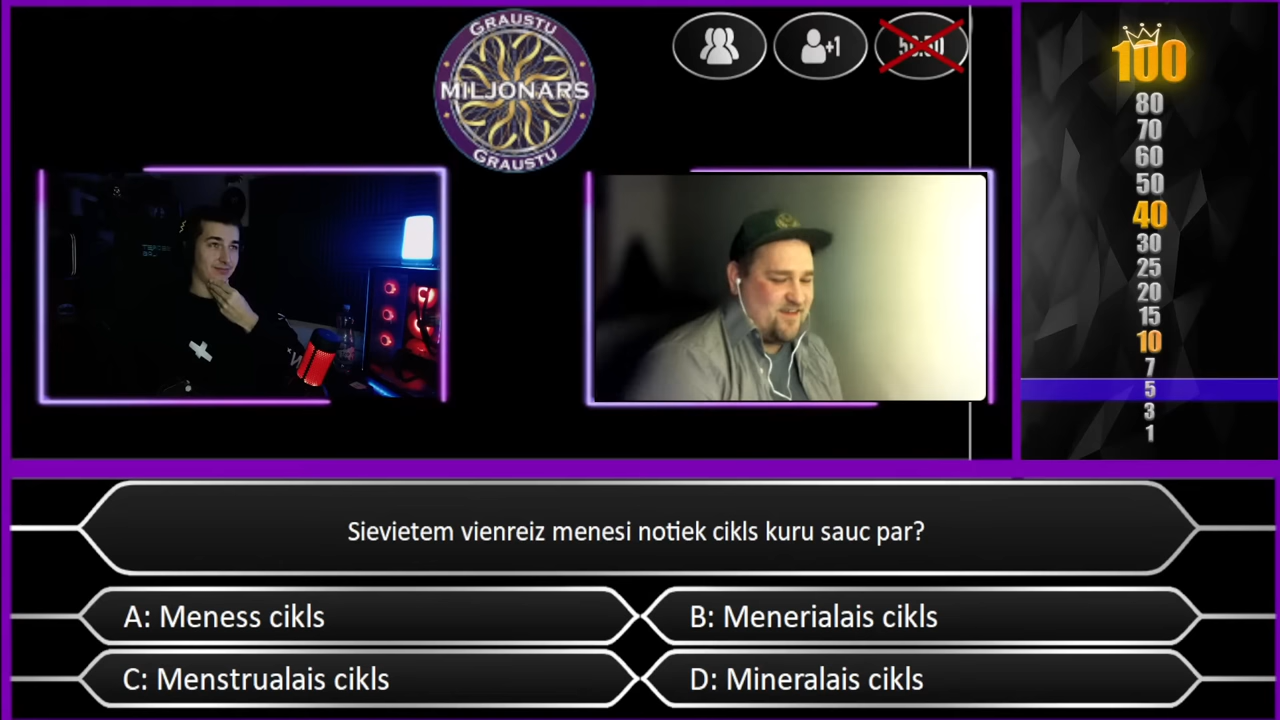 GRAUSTU
MILJONARS
GRAUSTU
+1
50:50
100
80
70
60
50
40
30
25
20
15
10
7
5
3
1
Sievietem vienreiz menesi notiek cikls kuru sauc par?
A: Meness cikls
B: Menerialais cikls
C: Menstrualais cikls
D: Mineralais cikls